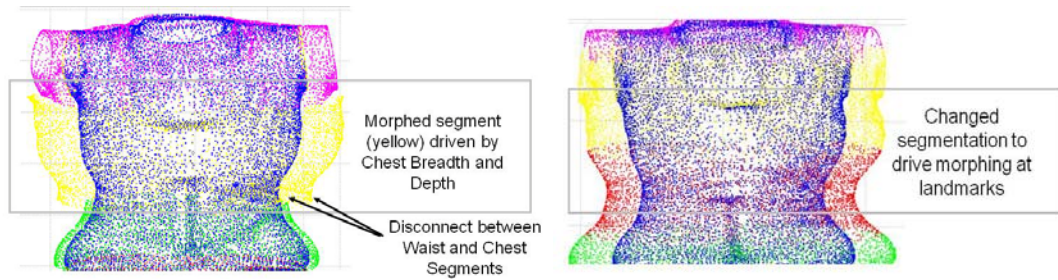 Morphed segment
(yellow) driven by
Chest Breadth and
Depth
Disconnect between
Waist and Chest
Segments
Changed
segmentation to
drive morphing at
landmarks